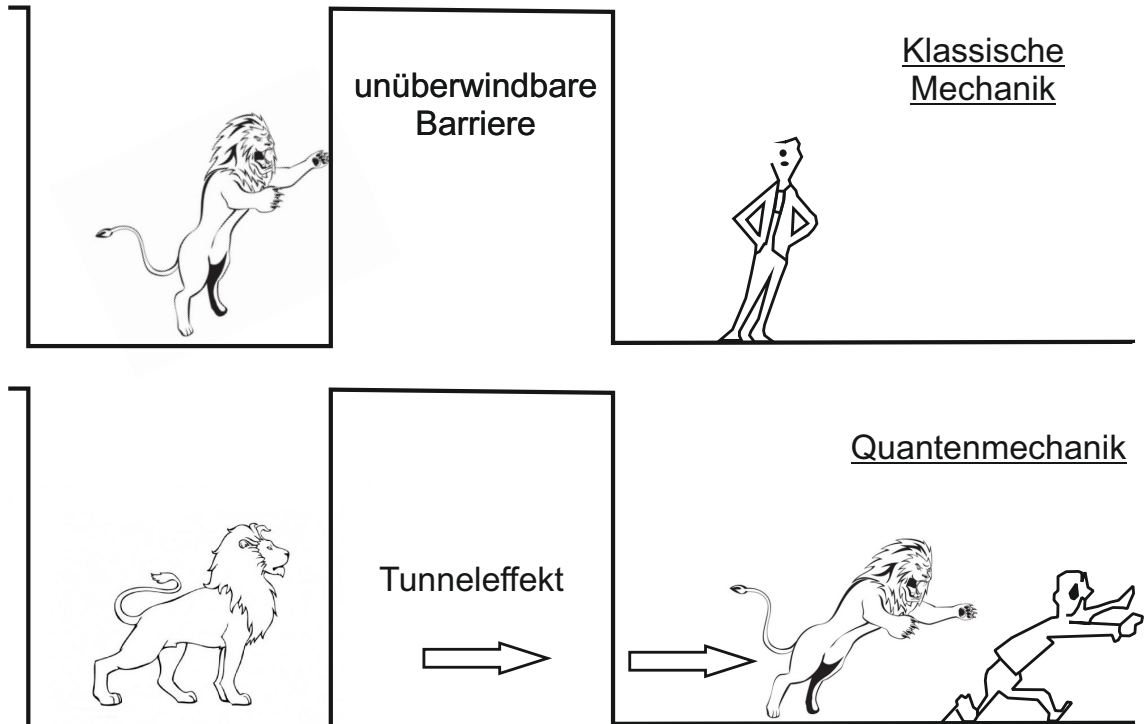 unüberwindbare
Barriere
Klassische
Mechanik
Quantenmechanik
Tunneleffekt